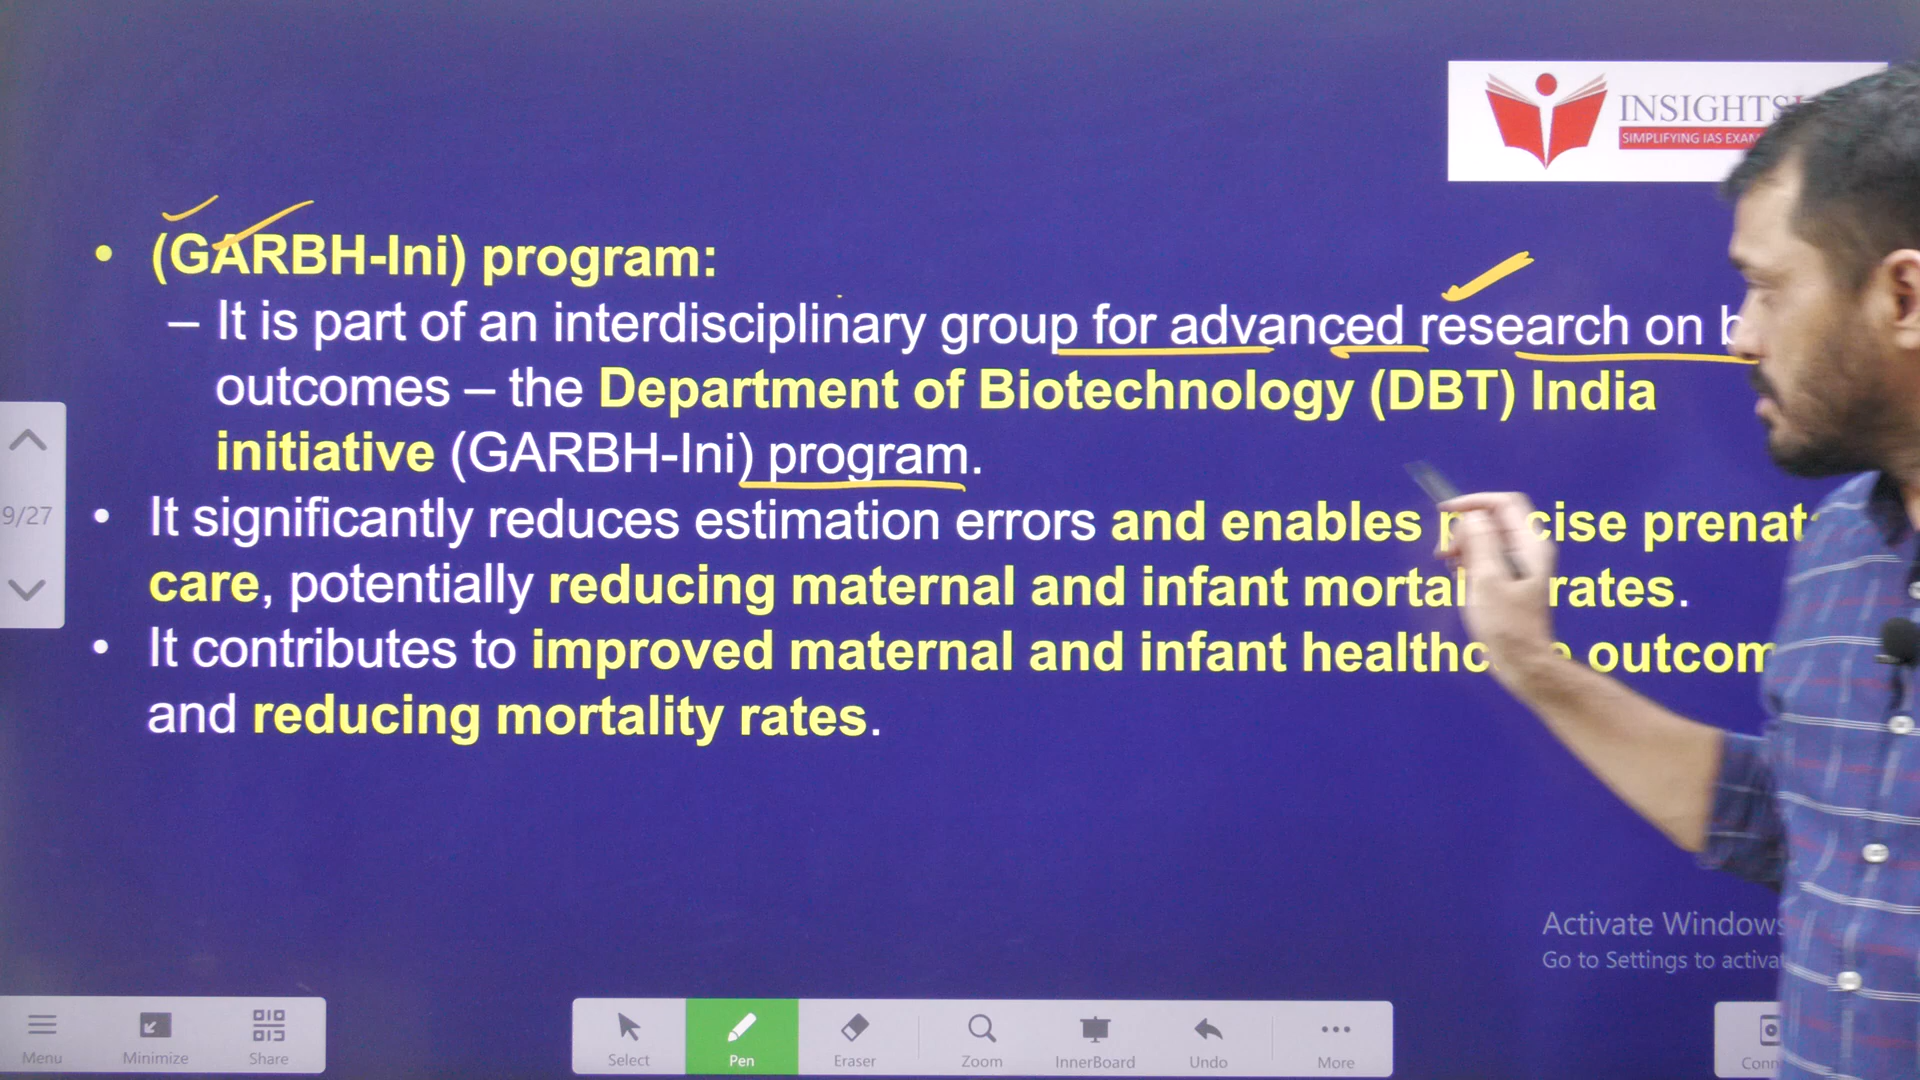 INSIGHTS
SIMPLIFYING IAS EXAM
• (GARBH-Ini) program:
– It is part of an interdisciplinary group for advanced research on
outcomes – the Department of Biotechnology (DBT) India
initiative (GARBH-Ini) program.
• It significantly reduces estimation errors and enables
care, potentially reducing maternal and infant rates.
• It contributes to improved maternal and infant
and reducing mortality rates.
9/27
Activate Windows
Go to Settings to
Menu
Minimize
Share
Select
Pen
Eraser
Zoom
InnerBoard
Undo
More